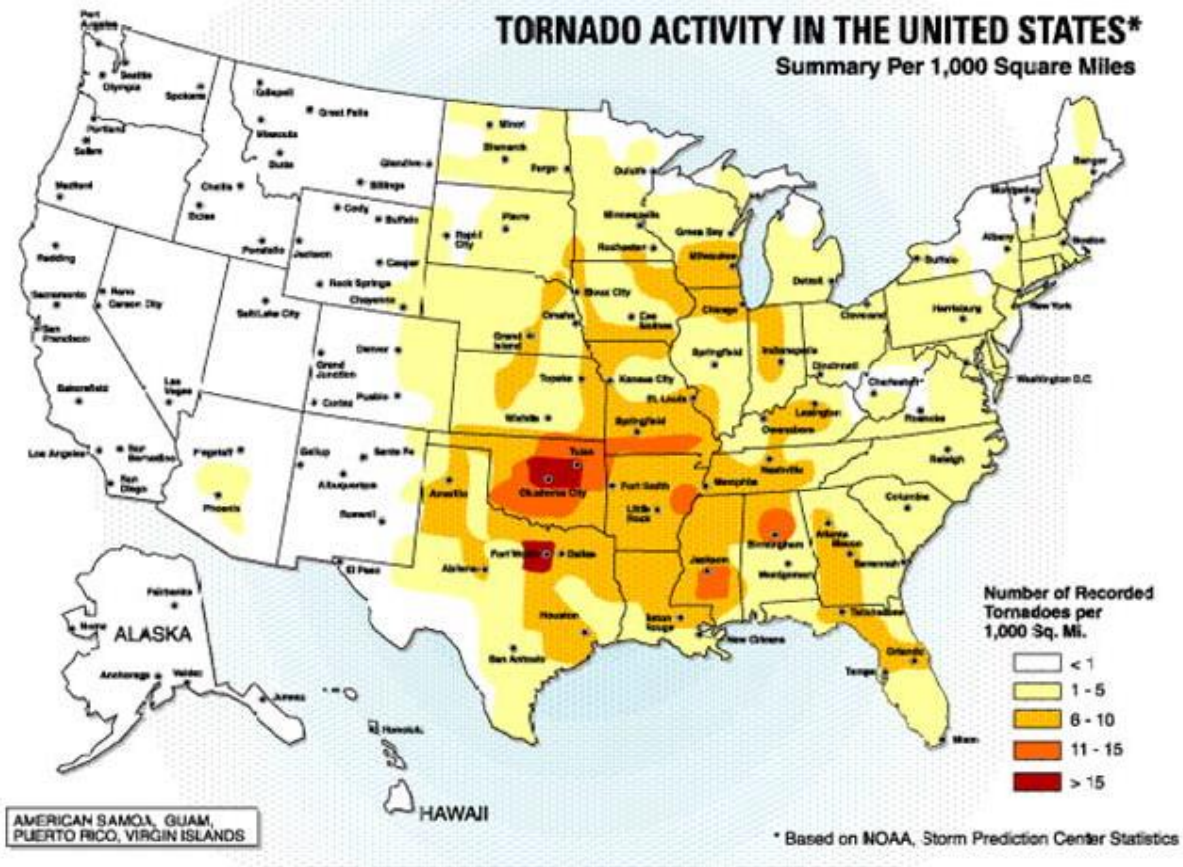 TORNADO ACTIVITY IN THE UNITED STATES*
Summary Per 1,000 Square Miles
Port
Angeles
Seattle
Olympia
Spokane
Portland
Salem
Medford
Kalispell
Great Falls
Missoula
Butte
Glendive
Billings
Challis
Boise
Pocatello
Cody
Buffalo
Jackson
Casper
Rock Springs
Cheyenne
Redding
Sacramento
San
Francisco
Reno
Carson City
Salt Lake City
Bakersfield
Las
Vegas
Los Angeles
San
Bernardino
San
Diego
Denver
Grand
Junction
Cortez
Pueblo
Flagstaff
Phoenix
Gallup
Santa Fe
Albuquerque
Roswell
El Paso
Minot
Bismarck
Fargo
Pierre
Rapid
City
Duluth
Minneapolis
Rochester
Green Bay
Milwaukee
Sioux City
Omaha
Grand
Island
Des
Moines
Chicago
Topeka
Kansas City
Wichita
St. Louis
Springfield
Springfield
Indianapolis
Detroit
Cleveland
Cincinnati
Charleston
Roanoke
Lexington
Owensboro
Nashville
Memphis
Tulsa
Oklahoma City
Fort Smith
Little
Rock
Amarillo
Fort Worth
Dallas
Abilene
Houston
San Antonio
Jackson
Baton
Rouge
New Orleans
Birmingham
Montgomery
Atlanta
Macon
Savannah
Columbia
Raleigh
Tallahassee
Orlando
Tampa
Miami
Bangor
Montpelier
Albany
Boston
Buffalo
New York
Harrisburg
Washington D.C.
Fairbanks
Nome
ALASKA
Anchorage
Valdez
Juneau
Honolulu
HAWAII
Number of Recorded
Tornadoes per
1,000 Sq. Mi.
< 1
1 - 5
6 - 10
11 - 15
> 15
AMERICAN SAMOA, GUAM,
PUERTO RICO, VIRGIN ISLANDS
* Based on NOAA, Storm Prediction Center Statistics